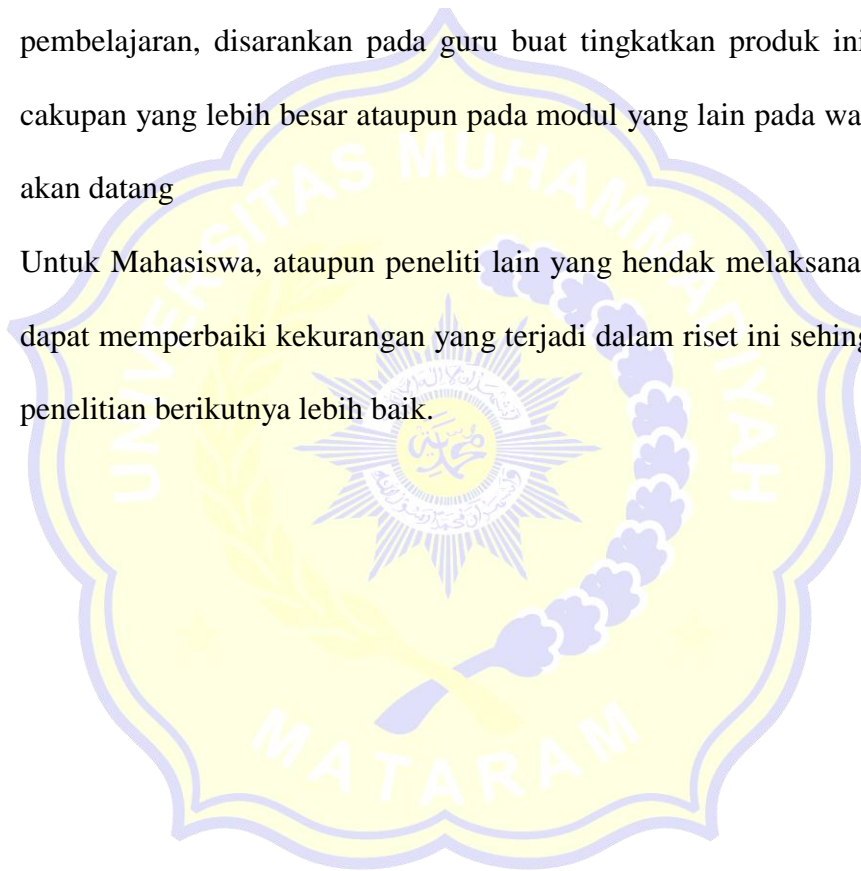 pembelajaran, disarankan pada guru buat tingkatkan produk ini
cakupan yang lebih besar ataupun pada modul yang lain pada wa
akan datang
Untuk Mahasiswa, ataupun peneliti lain yang hendak melaksana
dapat memperbaiki kekurangan yang terjadi dalam riset ini sehing
penelitian berikutnya lebih baik.
UNIVERSITAS MUHAMMADIYAH
MATARAM